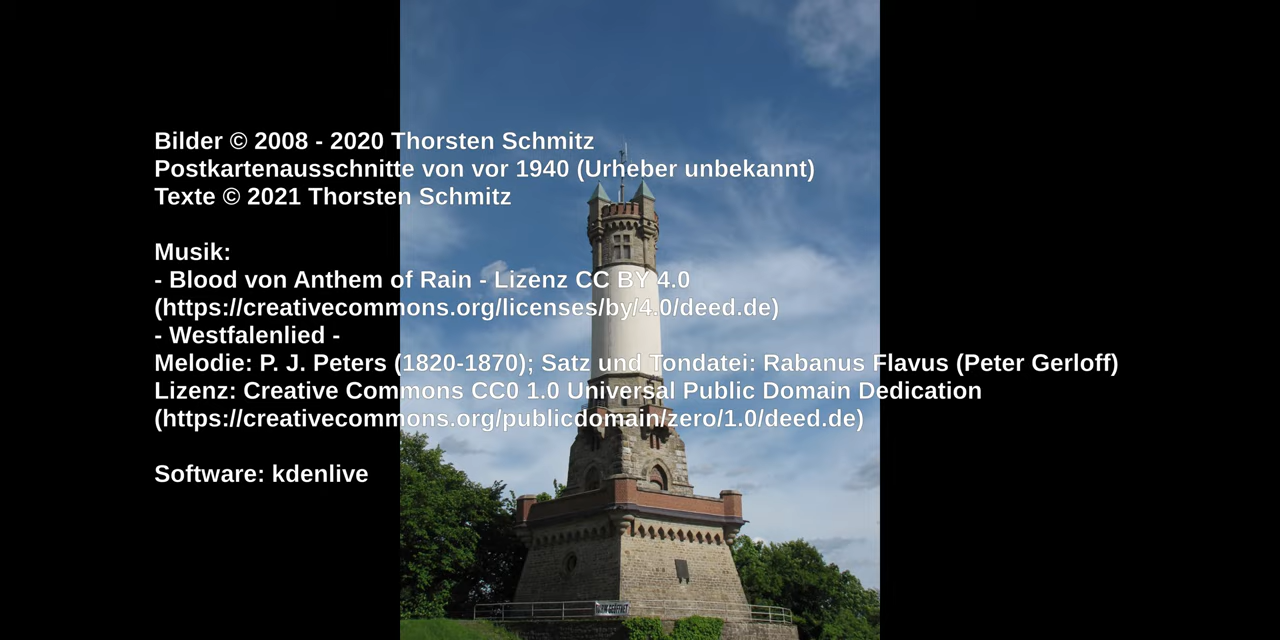 Bilder © 2008 - 2020 Thorsten Schmitz
Postkartenausschnitte von vor 1940 (Urheber unbekannt)
Texte © 2021 Thorsten Schmitz
Musik:
- Blood von Anthem of Rain - Lizenz CC BY 4.0
(https://creativecommons.org/licenses/by/4.0/deed.de)
- Westfalenlied -
Melodie: P. J. Peters (1820-1870); Satz und Tondatei: Rabanus Flavus (Peter Gerloff)
Lizenz: Creative Commons CC0 1.0 Universal Public Domain Dedication
(https://creativecommons.org/publicdomain/zero/1.0/deed.de)
Software: kdenlive